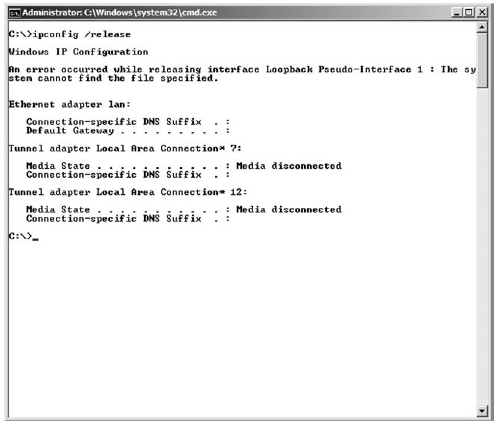 Administrator: C:\Windows\system32\cmd.exe
C:\>ipconfig /release
Windows IP Configuration
An error occurred while releasing interface Loopback Pseudo-Interface 1 : The sy
stem cannot find the file specified.
Ethernet adapter lan:
Connection-specific DNS Suffix  . :
Default Gateway . . . . . . . . . :
Tunnel adapter Local Area Connection* 7:
Media State . . . . . . . . . . . : Media disconnected
Connection-specific DNS Suffix  . :
Tunnel adapter Local Area Connection* 12:
Media State . . . . . . . . . . . : Media disconnected
Connection-specific DNS Suffix  . :
C:\>_